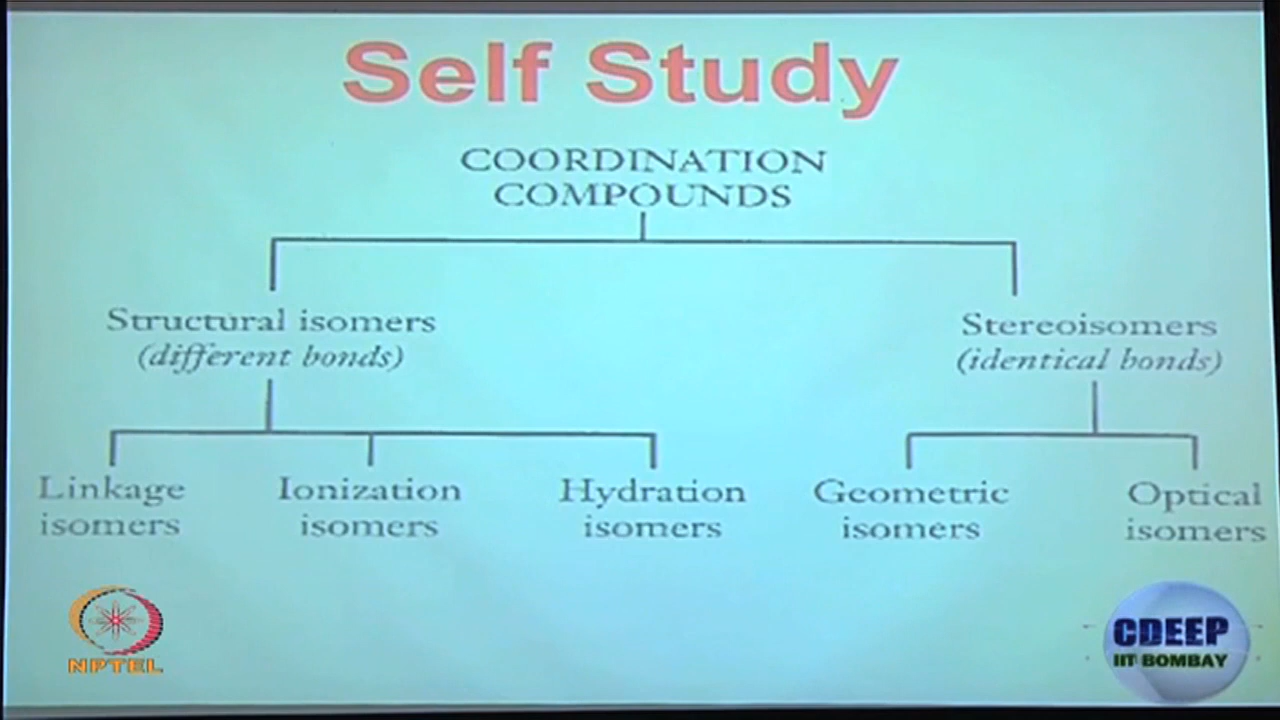 Self Study
COORDINATION
COMPOUNDS
Structural isomers
(different bonds)
Stereoisomers
(identical bonds)
Linkage
isomers
Ionization
isomers
Hydration
isomers
Geometric
isomers
Optical
isomers
NPTEL
CDEEP
IIT BOMBAY